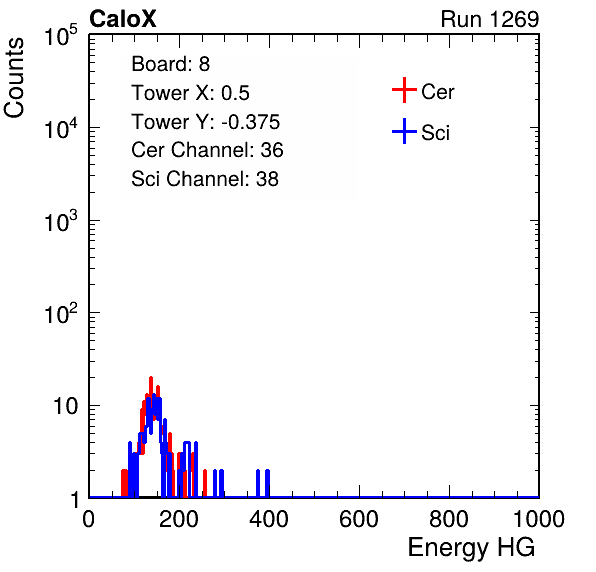 CaloX Run 1269
Counts
10^5
10^4
10^3
10^2
10
1
Board: 8
Tower X: 0.5
Tower Y: -0.375
Cer Channel: 36
Sci Channel: 38
Cer
Sci
0 200 400 600 800 1000
Energy HG